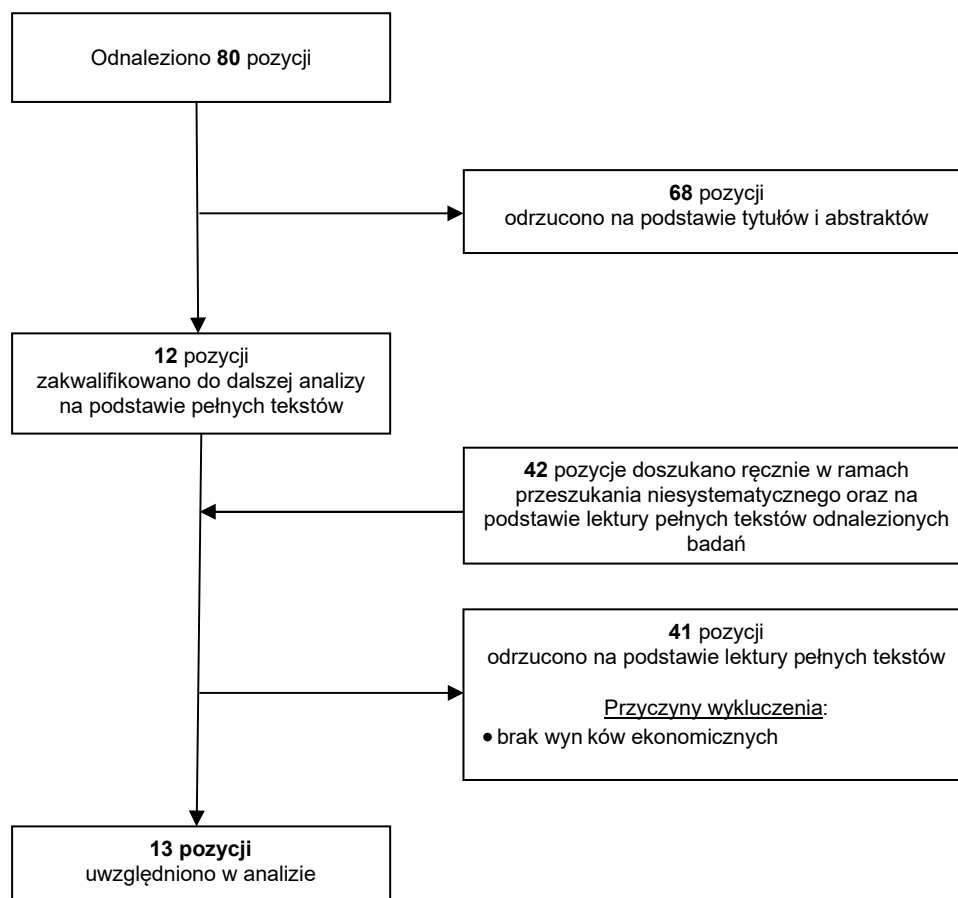 Odnaleziono 80 pozycji
68 pozycji
odrzucono na podstawie tytułów i abstraktów
12 pozycji
zakwalifikowano do dalszej analizy
na podstawie pełnych tekstów
42 pozycje doszukano ręcznie w ramach
przeszukania niesystematycznego oraz na
podstawie lektury pełnych tekstów odnalezionych
badań
41 pozycji
odrzucono na podstawie lektury pełnych tekstów
Przyczyny wykluczenia:
• brak wyn ków ekonomicznych
13 pozycji
uwzględniono w analizie